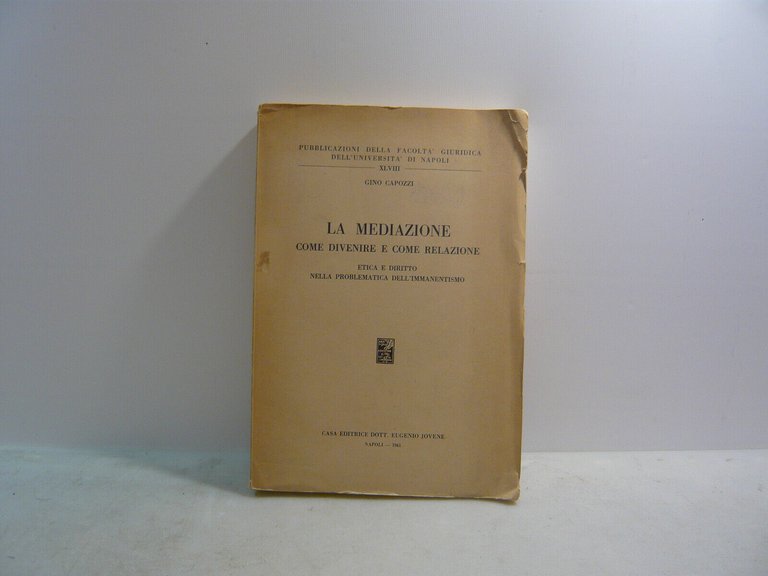 PUBBLICAZIONI DELLA FACOLTA' GIURIDICA
DELL'UNIVERSITA' DI NAPOLI
XLVIII
GINO CAPOZZI
LA MEDIAZIONE
COME DIVENIRE E COME RELAZIONE
ETICA E DIRITTO
NELLA PROBLEMATICA DELL'IMMANENTISMO
CASA EDITRICE DOTT. EUGENIO JOVENE
NAPOLI — 1961